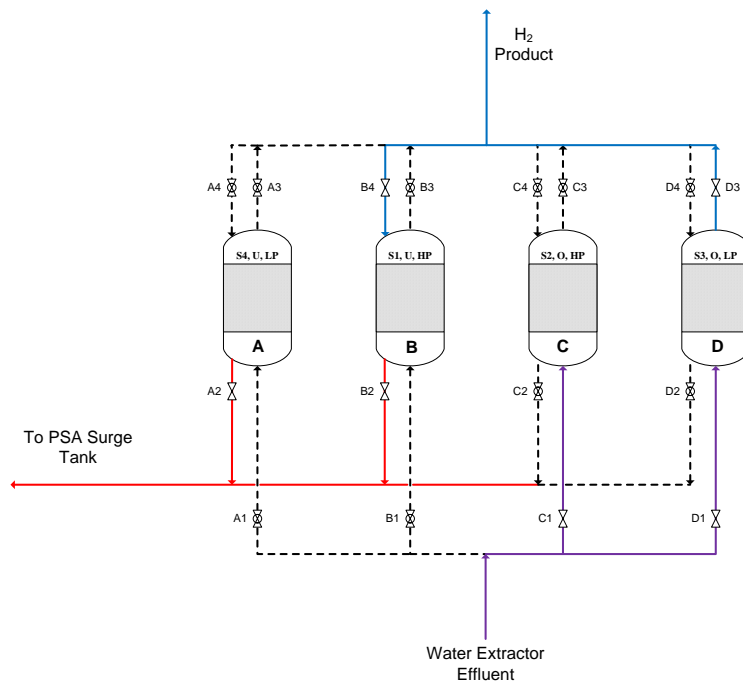 H₂
Product
A4 A3 B4 B3 C4 C3 D4 D3
S4, U, LP S1, U, HP S2, O, HP S3, O, LP
A B C D
A2 B2 C2 D2
To PSA Surge
Tank
A1 B1 C1 D1
Water Extractor
Effluent